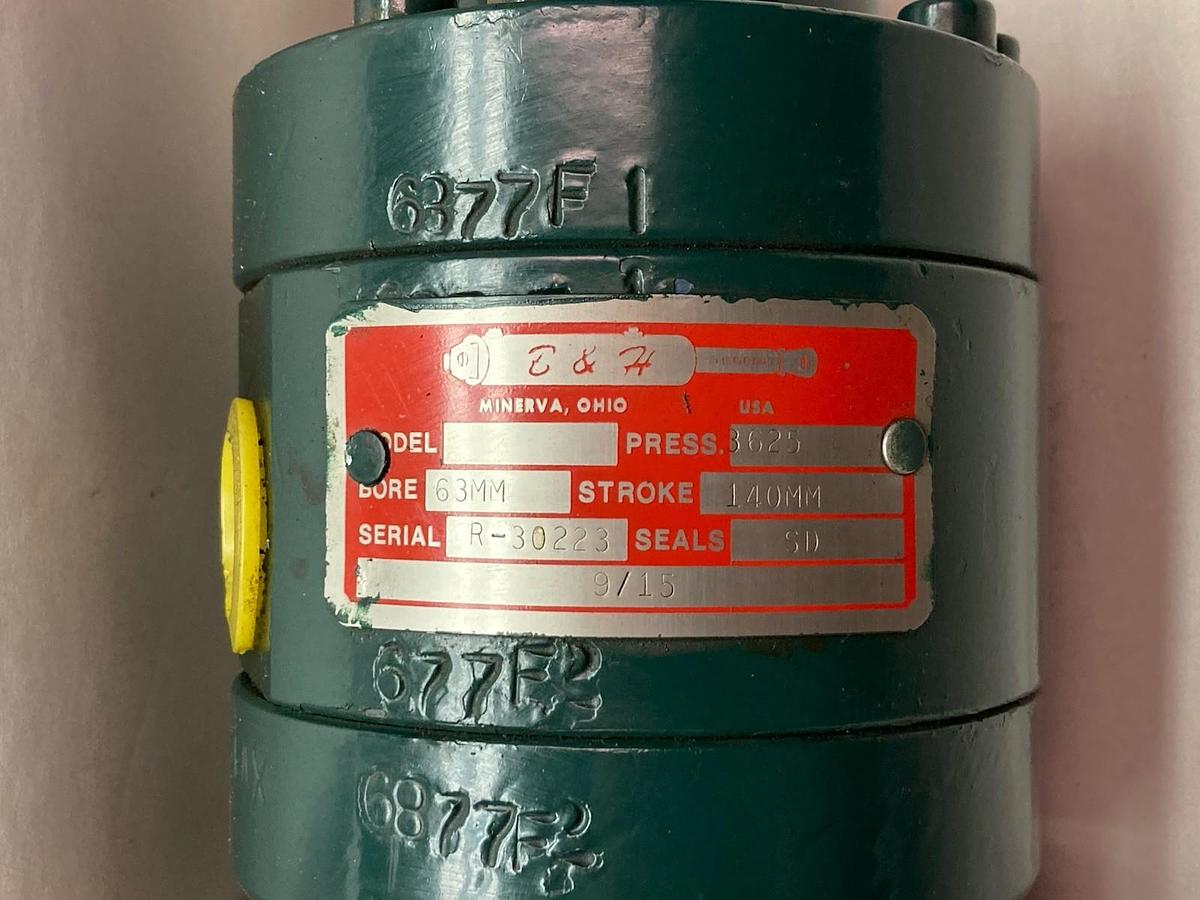 6377F 1
E & H
MINERVA, OHIO USA
MODEL PRESS. 3625
BORE 63MM STROKE 140MM
SERIAL R-30223 SEALS SD
9/15
677F2
6877F2